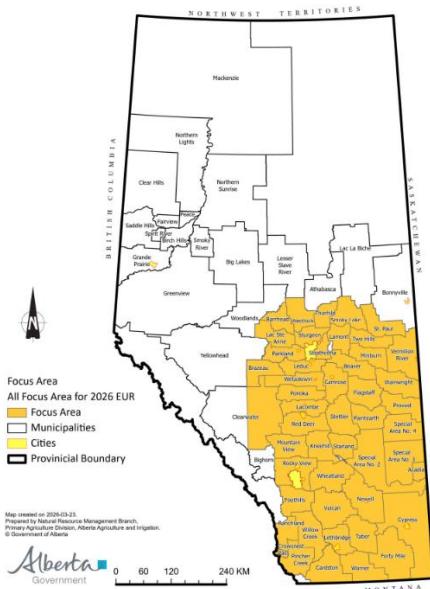 NORTHWEST TERRITORIES
BRITISH COLUMBIA
SASKATCHEWAN
MONTANA
Mackenzie
Northern
Lights
Clear Hills
Northern
Sunrise
Peace
Fairview
Saddle Hills
Spirit River
Birch Hills
Smoky
River
Grande
Prairie
Big Lakes
Lesser
Slave
River
Lac La Biche
Greenview
Athabasca
Bonnyville
Woodlands
Barrhead
Westlock
Thorhild
Smoky Lake
St. Paul
Lac Ste.
Anne
Sturgeon
Lamont
Two Hills
Yellowhead
Parkland
Strathcona
Minburn
Vermilion
River
Brazeau
Leduc
Beaver
Wetaskiwin
Camrose
Wainwright
Ponoka
Flagstaff
Clearwater
Lacombe
Provost
Red Deer
Stettler
Paintearth
Special
Area No. 4
Mountain
View
Kneehill
Starland
Bighorn
Rocky View
Special
Area No. 2
Special
Area No. 3
Acadia
Wheatland
Foothills
Newell
Vulcan
Ranchland
Willow
Creek
Cypress
Crowsnest
Pass
Lethbridge
Taber
Pincher
Creek
Forty Mile
Cardston
Warner
Focus Area
All Focus Area for 2026 EUR
Focus Area
Municipalities
Cities
Provinicial Boundary
Map created on 2026-03-23.
Prepared by Natural Resource Management Branch,
Primary Agriculture Division, Alberta Agriculture and Irrigation.
© Government of Alberta
Alberta
Government
0 60 120 240 KM